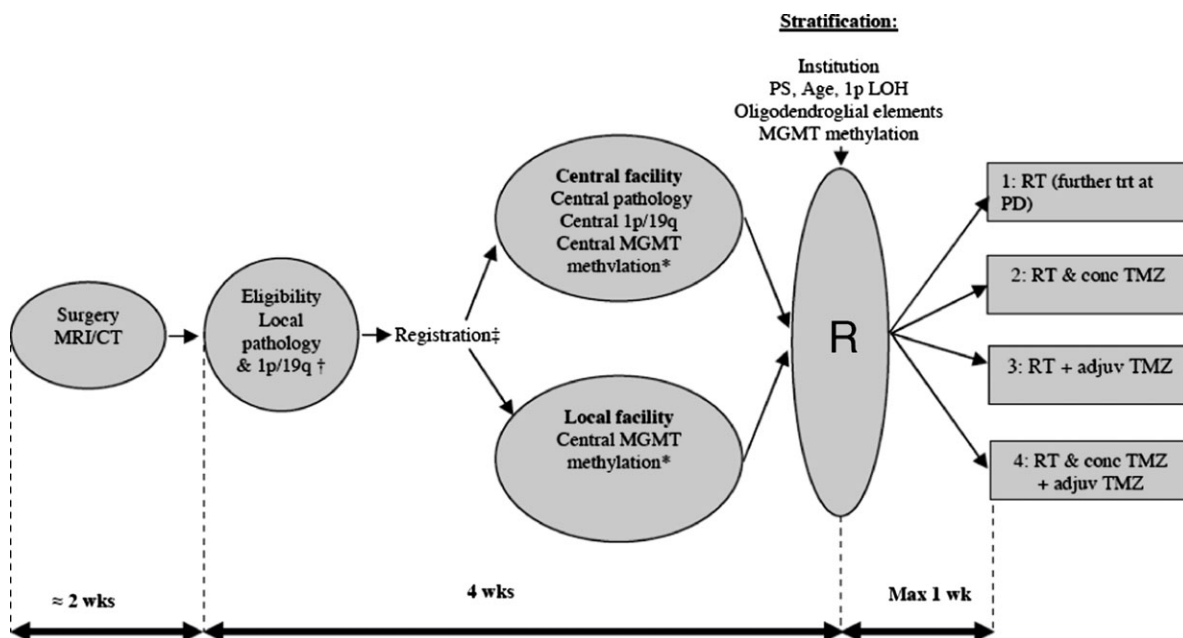 Stratification:
Institution
PS, Age, 1p LOH
Oligodendroglial elements
MGMT methylation
Surgery
MRI/CT
Eligibility
Local
pathology
& 1p/19q †
Registration‡
Central facility
Central pathology
Central 1p/19q
Central MGMT
methylation*
Local facility
Central MGMT
methylation*
R
1: RT (further trt at
PD)
2: RT & conc TMZ
3: RT + adjuv TMZ
4: RT & conc TMZ
+ adjuv TMZ
≈ 2 wks
4 wks
Max 1 wk